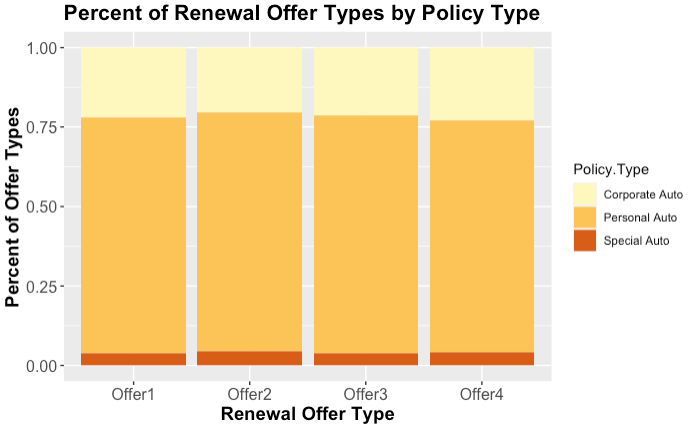 Percent of Renewal Offer Types by Policy Type
Percent of Offer Types
1.00
0.75
0.50
0.25
0.00
Offer1 Offer2 Offer3 Offer4
Renewal Offer Type
Policy.Type
Corporate Auto
Personal Auto
Special Auto